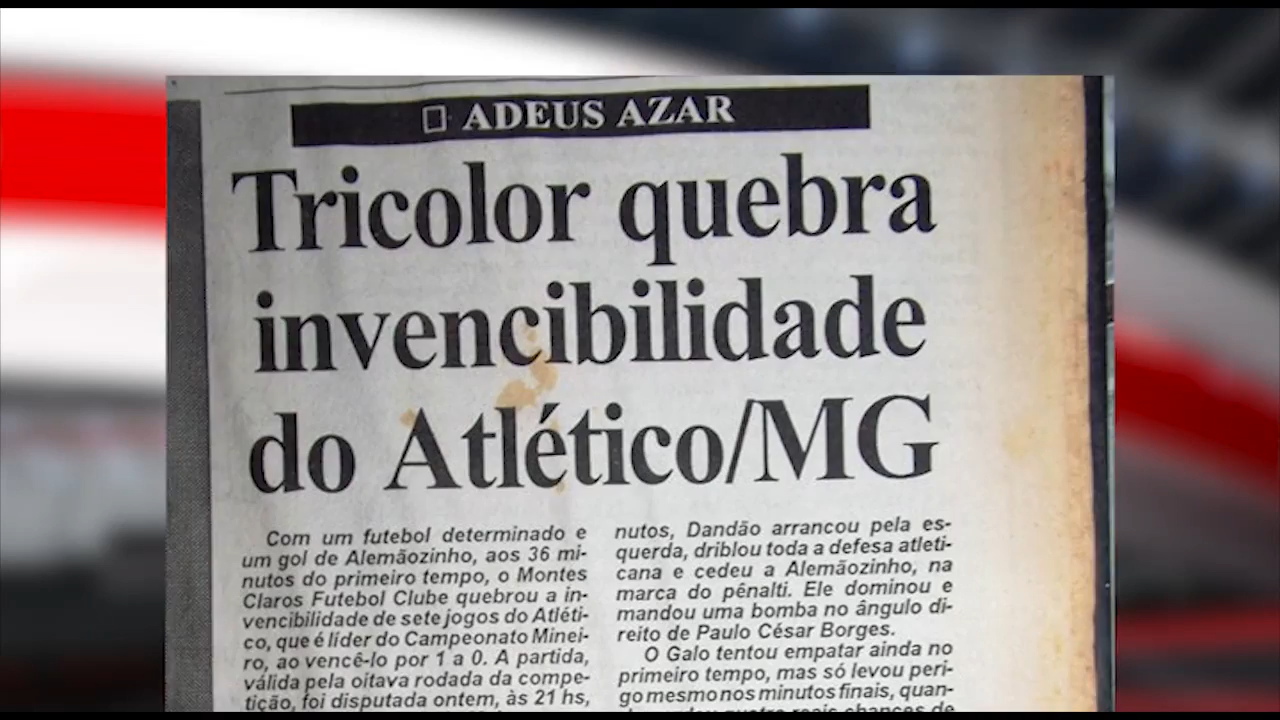 ADEUS AZAR
Tricolor quebra
invencibilidade
do Atlético/MG
Com um futebol determinado e
um gol de Alemãozinho, aos 36 mi-
nutos do primeiro tempo, o Montes
Claros Futebol Clube quebrou a in-
vencibilidade de sete jogos do Atléti-
co, que é líder do Campeonato Minei-
ro, ao vencê-lo por 1 a 0. A partida,
válida pela oitava rodada da compe-
tição, foi disputada ontem, às 21 hs,
nutos, Dandão arrancou pela es-
querda, driblou toda a defesa atleti-
cana e cedeu a Alemãozinho, na
marca do pênalti. Ele dominou e
mandou uma bomba no ângulo di-
reito de Paulo César Borges.
O Galo tentou empatar ainda no
primeiro tempo, mas só levou peri-
go mesmo nos minutos finais, quan-